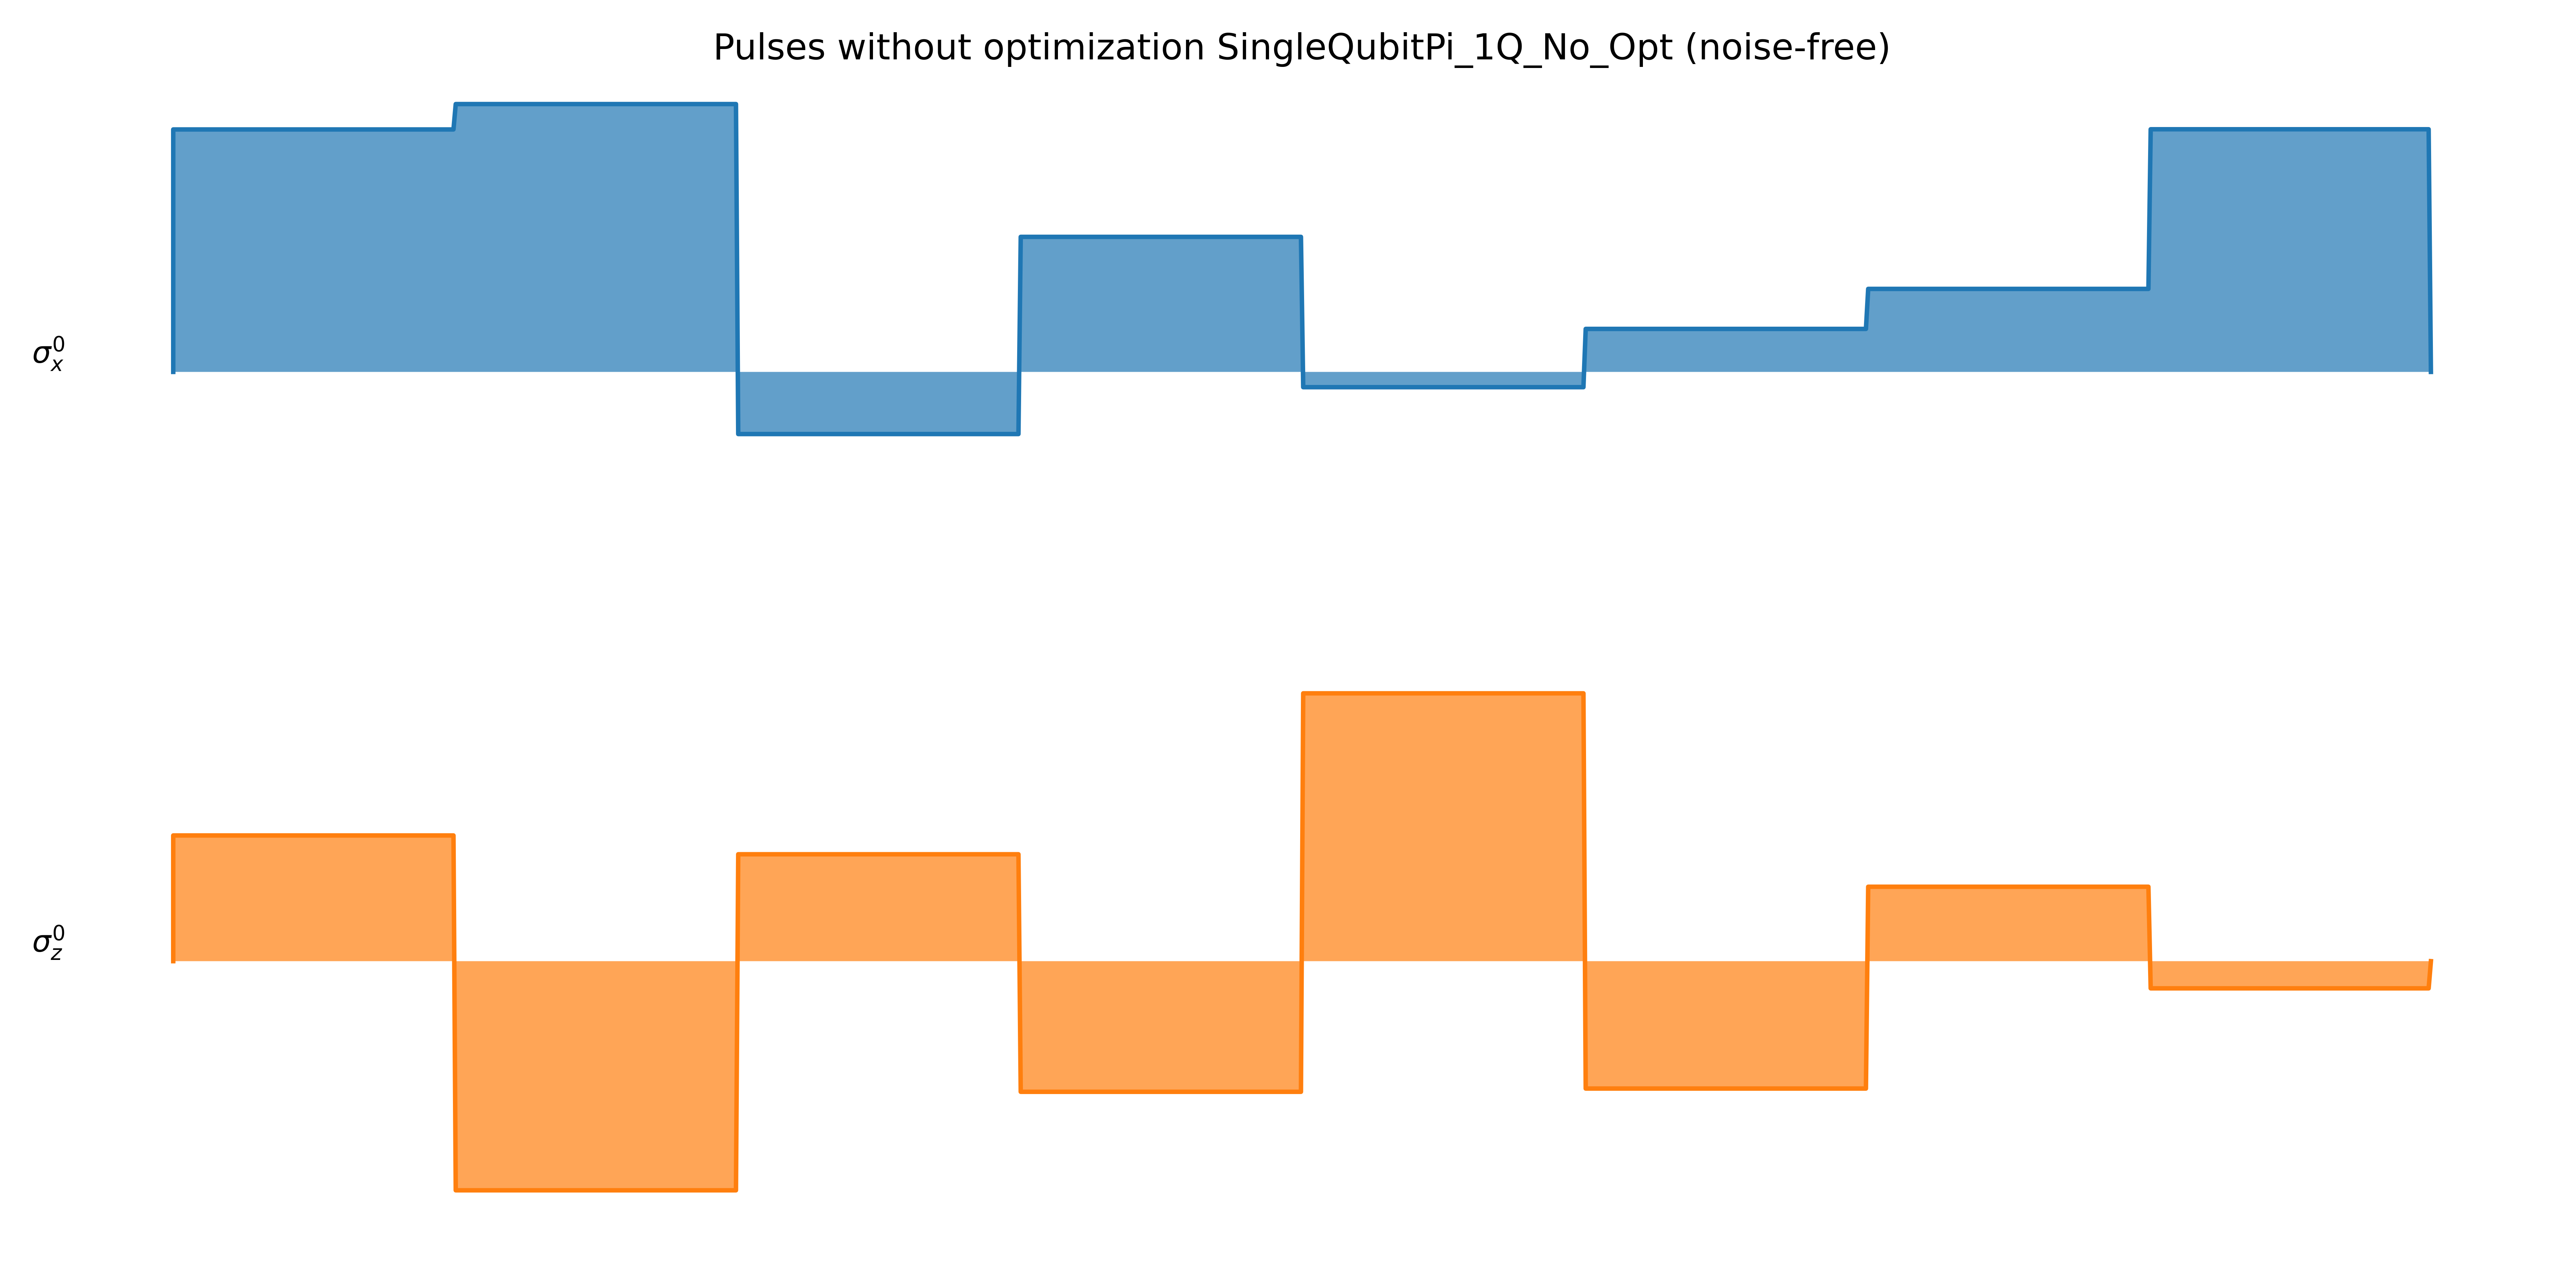 Pulses without optimization SingleQubitPi_1Q_No_Opt (noise-free)
σ_x^0
σ_z^0